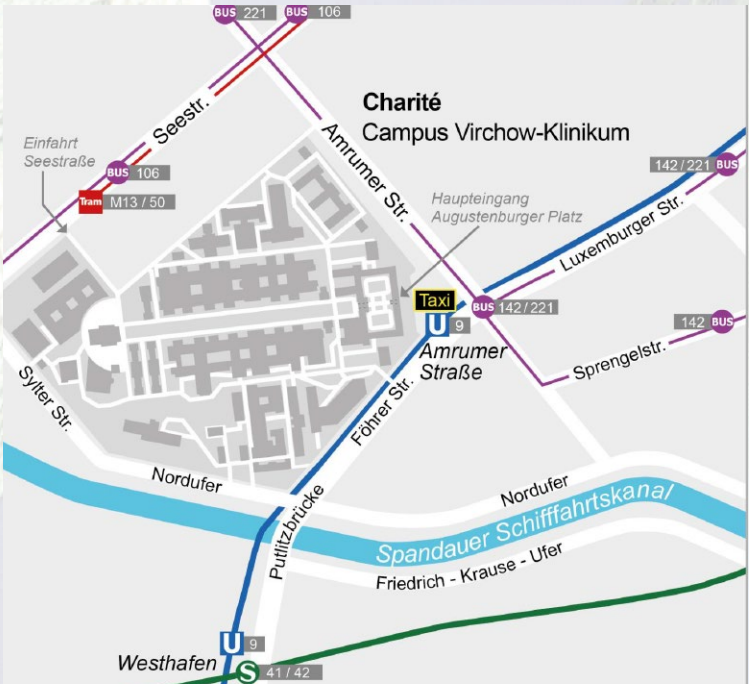 BUS 221
BUS 106
Seestr.
Charité
Campus Virchow-Klinikum
Amrumer Str.
Einfahrt
Seestraße
BUS 106
Tram M13 / 50
142 / 221 BUS
Haupteingang
Augustenburger Platz
Luxemburger Str.
Taxi
BUS 142 / 221
U 9
142 BUS
Amrumer
Straße
Sprengelstr.
Sylter Str.
Föhrer Str.
Nordufer
Nordufer
Putlitzbrücke
Spandauer Schifffahrtskanal
Friedrich - Krause - Ufer
U 9
Westhafen
S 41 / 42